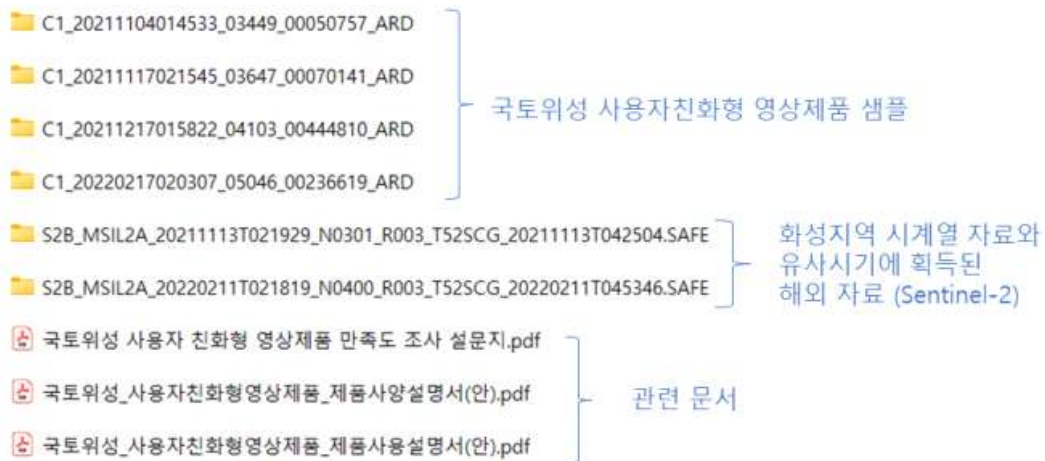 C1_20211104014533_03449_00050757_ARD
C1_20211117021545_03647_00070141_ARD
C1_20211217015822_04103_00444810_ARD
C1_20220217020307_05046_00236619_ARD
국토위성 사용자친화형 영상제품 샘플
S2B_MSIL2A_20211113T021929_N0301_R003_T52SCG_20211113T042504.SAFE
S2B_MSIL2A_20220211T021819_N0400_R003_T52SCG_20220211T045346.SAFE
화성지역 시계열 자료와
유사시기에 획득된
해외 자료 (Sentinel-2)
국토위성 사용자 친화형 영상제품 만족도 조사 설문지.pdf
국토위성_사용자친화형영상제품_제품사양설명서(안).pdf
국토위성_사용자친화형영상제품_제품사용설명서(안).pdf
관련 문서